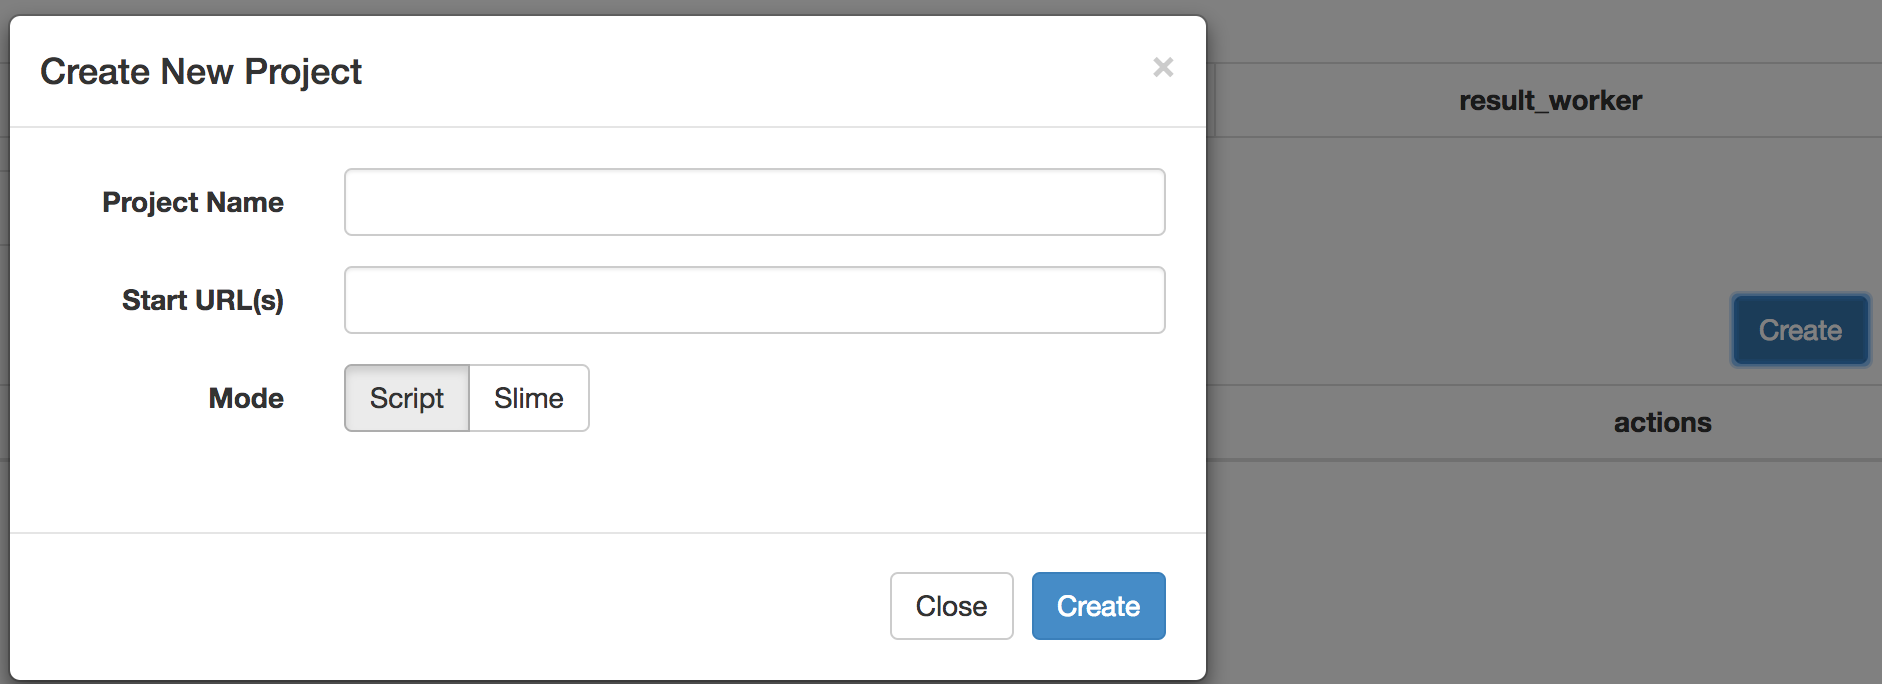 Create New Project ×
result_worker
Project Name
Start URL(s)
Create
Mode Script Slime
actions
Close Create